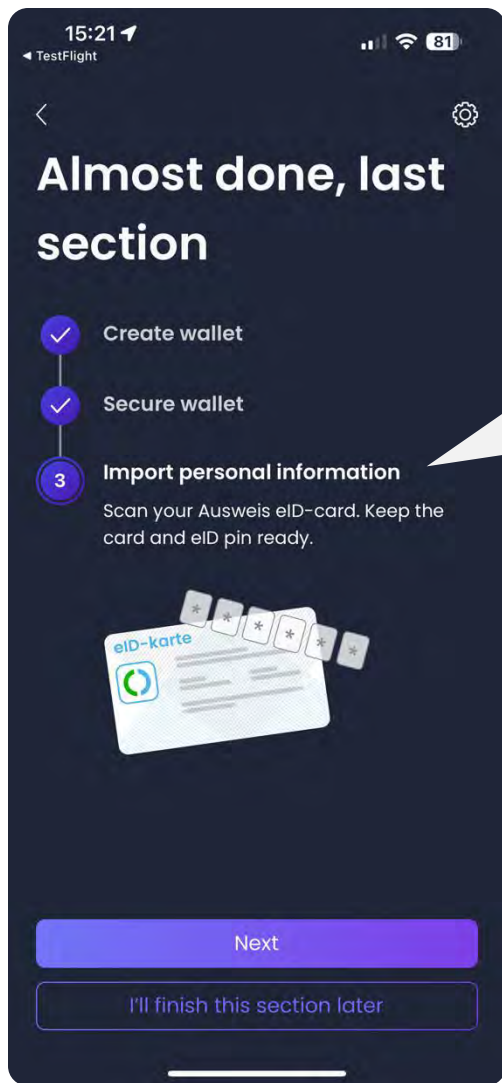 15:21
81
◀ TestFlight
Almost done, last
section
Create wallet
Secure wallet
3
Import personal information
Scan your Ausweis eID-card. Keep the
card and eID pin ready.
* * * * * *
eID-karte
Next
I'll finish this section later